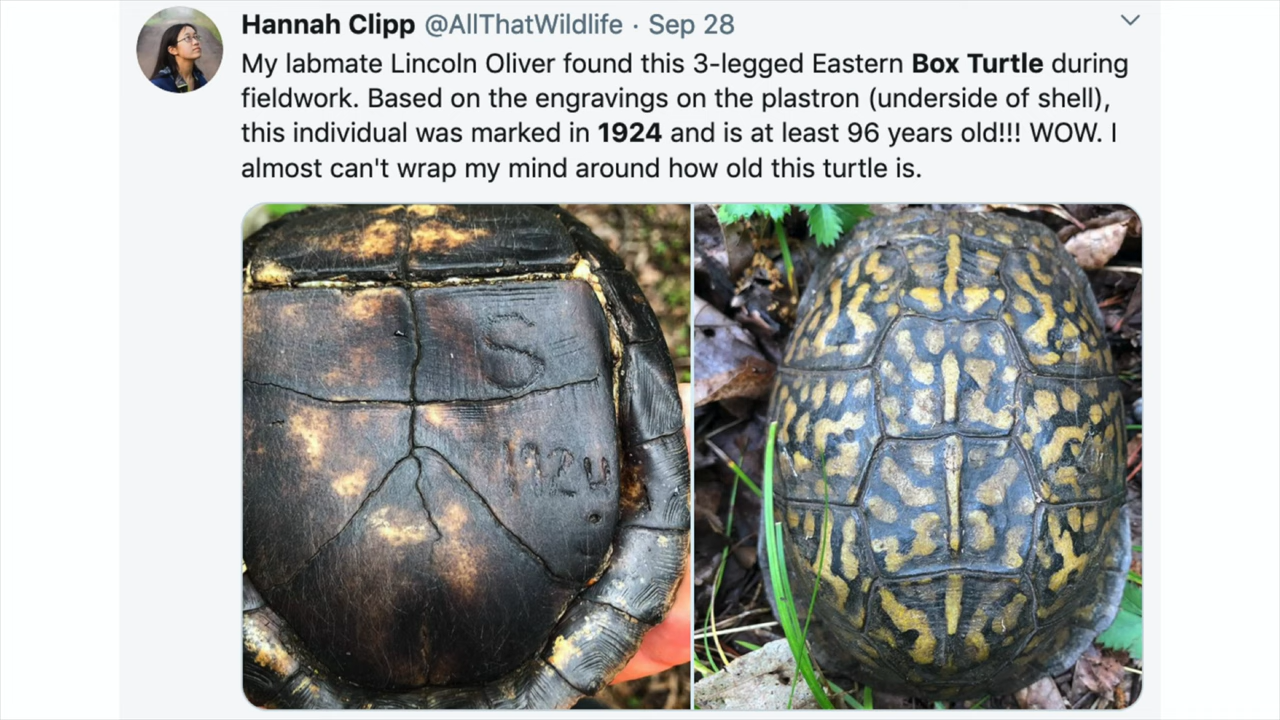 Hannah Clipp @AllThatWildlife · Sep 28
My labmate Lincoln Oliver found this 3-legged Eastern Box Turtle during
fieldwork. Based on the engravings on the plastron (underside of shell),
this individual was marked in 1924 and is at least 96 years old!!! WOW. I
almost can't wrap my mind around how old this turtle is.
S
1924